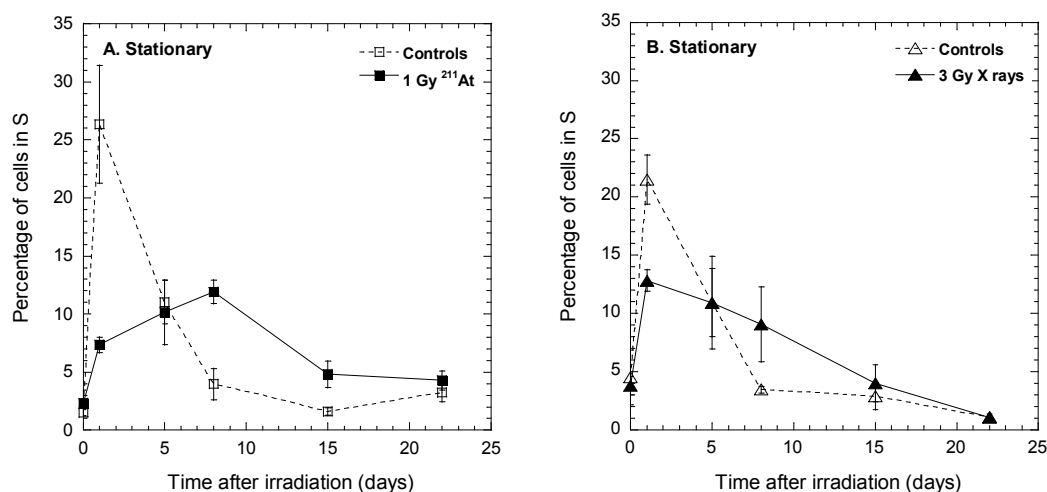 A. Stationary
Controls
1 Gy ²¹¹At
Percentage of cells in S
35
30
25
20
15
10
5
0
0 5 10 15 20 25
Time after irradiation (days)
B. Stationary
Controls
3 Gy X rays
Percentage of cells in S
35
30
25
20
15
10
5
0
0 5 10 15 20 25
Time after irradiation (days)